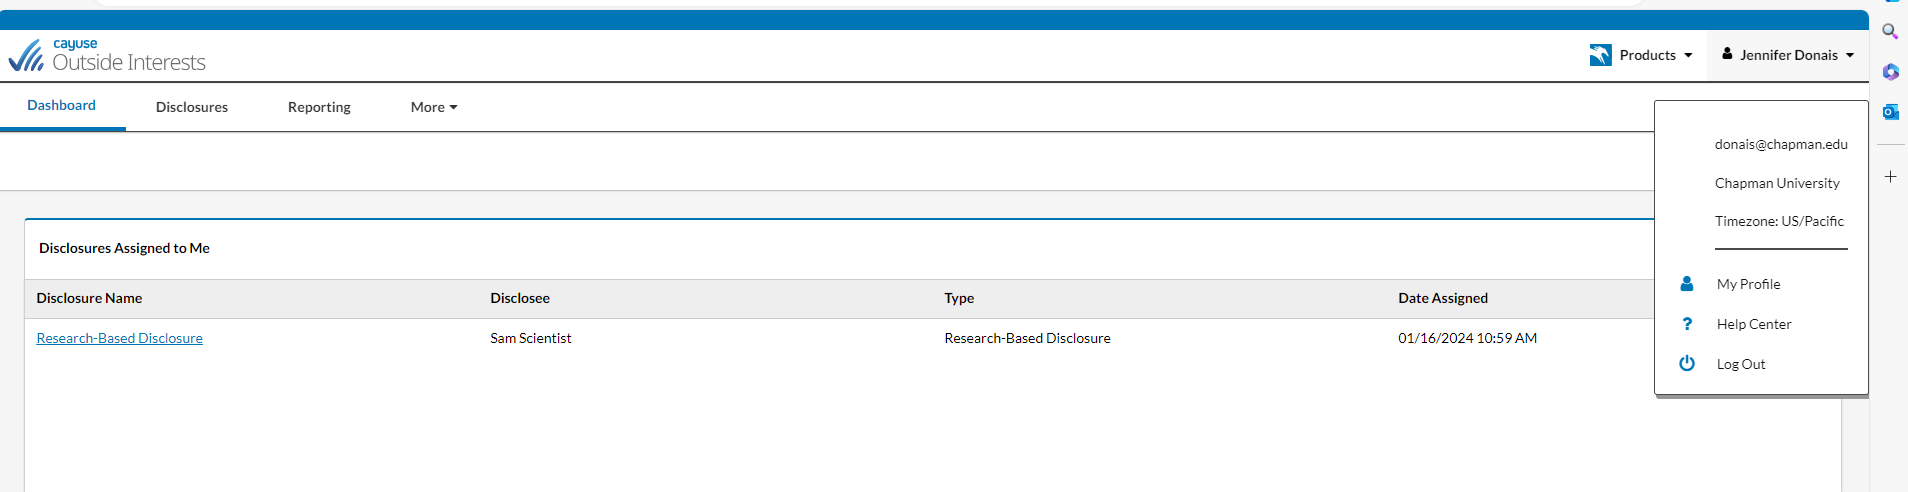 cayuse
Outside Interests
Products
Jennifer Donais
Dashboard
Disclosures
Reporting
More
donais@chapman.edu
Chapman University
Timezone: US/Pacific
My Profile
Help Center
Log Out
Disclosures Assigned to Me
Disclosure Name Disclosee Type Date Assigned
Research-Based Disclosure Sam Scientist Research-Based Disclosure 01/16/2024 10:59 AM